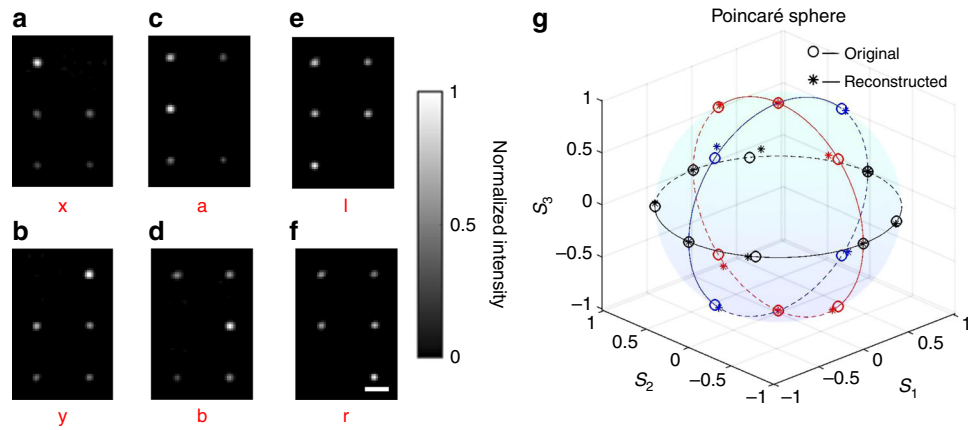 a
c
e
x
a
l
b
d
f
y
b
r
1
0.5
0
Normalized intensity
g
Poincaré sphere
Original
Reconstructed
1
0.5
0
−0.5
−1
S3
1
0.5
0
−0.5
−1
S2
−1
−0.5
0
0.5
1
S1